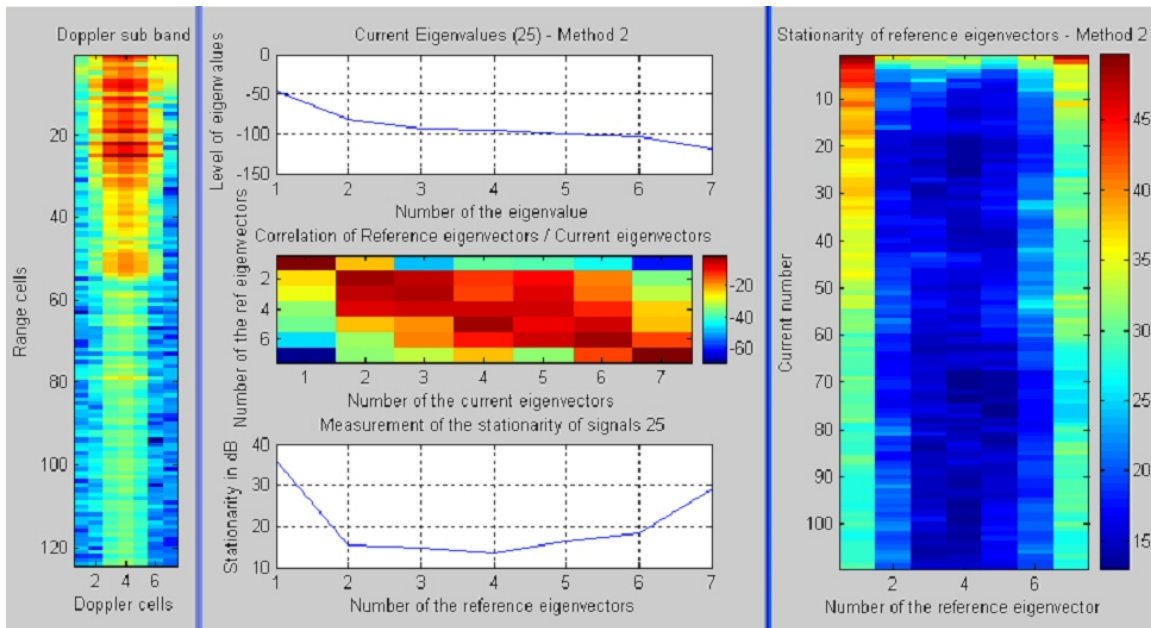 Doppler sub band
20
40
60
80
100
120
2 4 6
Range cells
Doppler cells
Current Eigenvalues (25) - Method 2
0
-50
-100
-150
1 2 3 4 5 6 7
Level of eigenvalues
Number of the eigenvalue
Correlation of Reference eigenvectors / Current eigenvectors
2
4
6
1 2 3 4 5 6 7
-20
-40
-60
Number of the ref eigenvectors
Number of the current eigenvectors
Measurement of the stationarity of signals 25
40
30
20
10
1 2 3 4 5 6 7
Stationarity in dB
Number of the reference eigenvectors
Stationarity of reference eigenvectors - Method 2
10
20
30
40
50
60
70
80
90
100
2 4 6
Current number
Number of the reference eigenvector
45
40
35
30
25
20
15